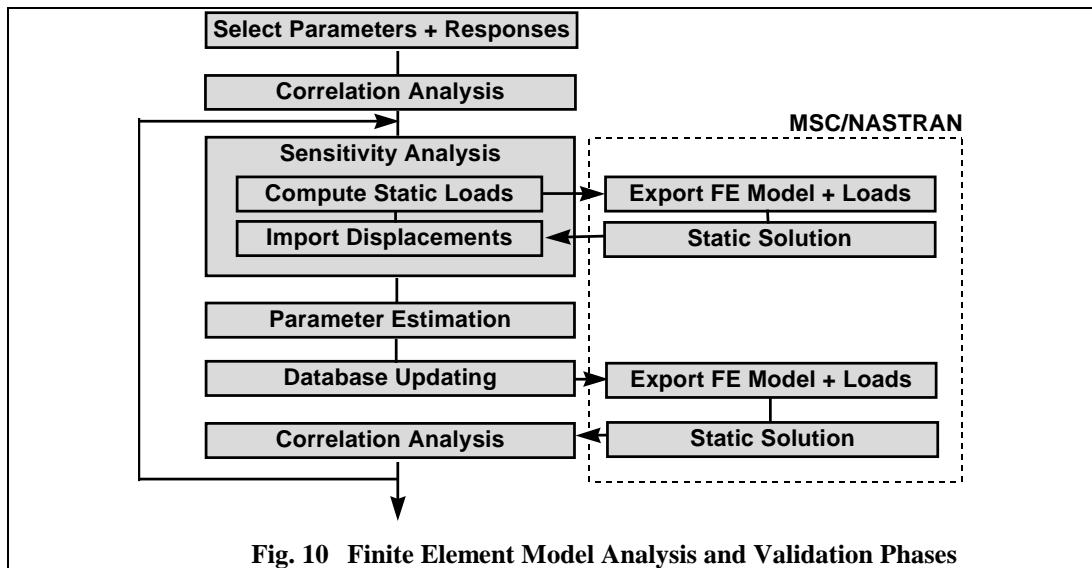 Select Parameters + Responses
Correlation Analysis
MSC/NASTRAN
Sensitivity Analysis
Compute Static Loads
Export FE Model + Loads
Import Displacements
Static Solution
Parameter Estimation
Database Updating
Export FE Model + Loads
Correlation Analysis
Static Solution
Fig. 10 Finite Element Model Analysis and Validation Phases